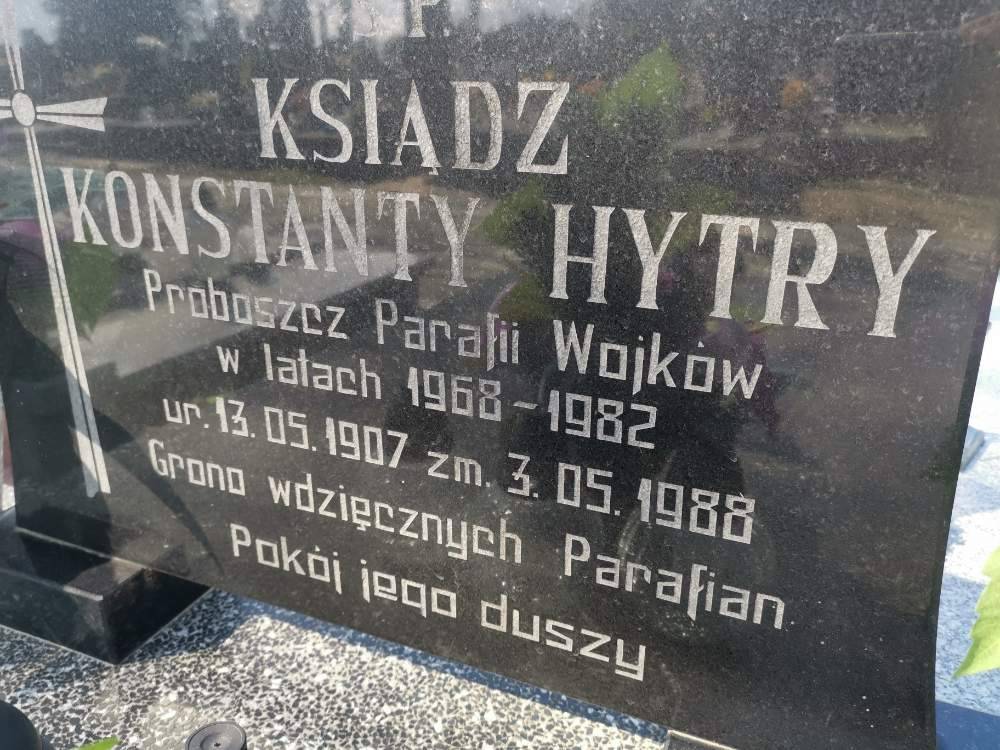 P.
KSIĄDZ
KONSTANTY HYTRY
Proboszcz Parafii Wojków
w latach 1968-1982
ur. 13.05.1907 zm. 3.05.1988
Grono wdzięcznych Parafian
Pokój jego duszy